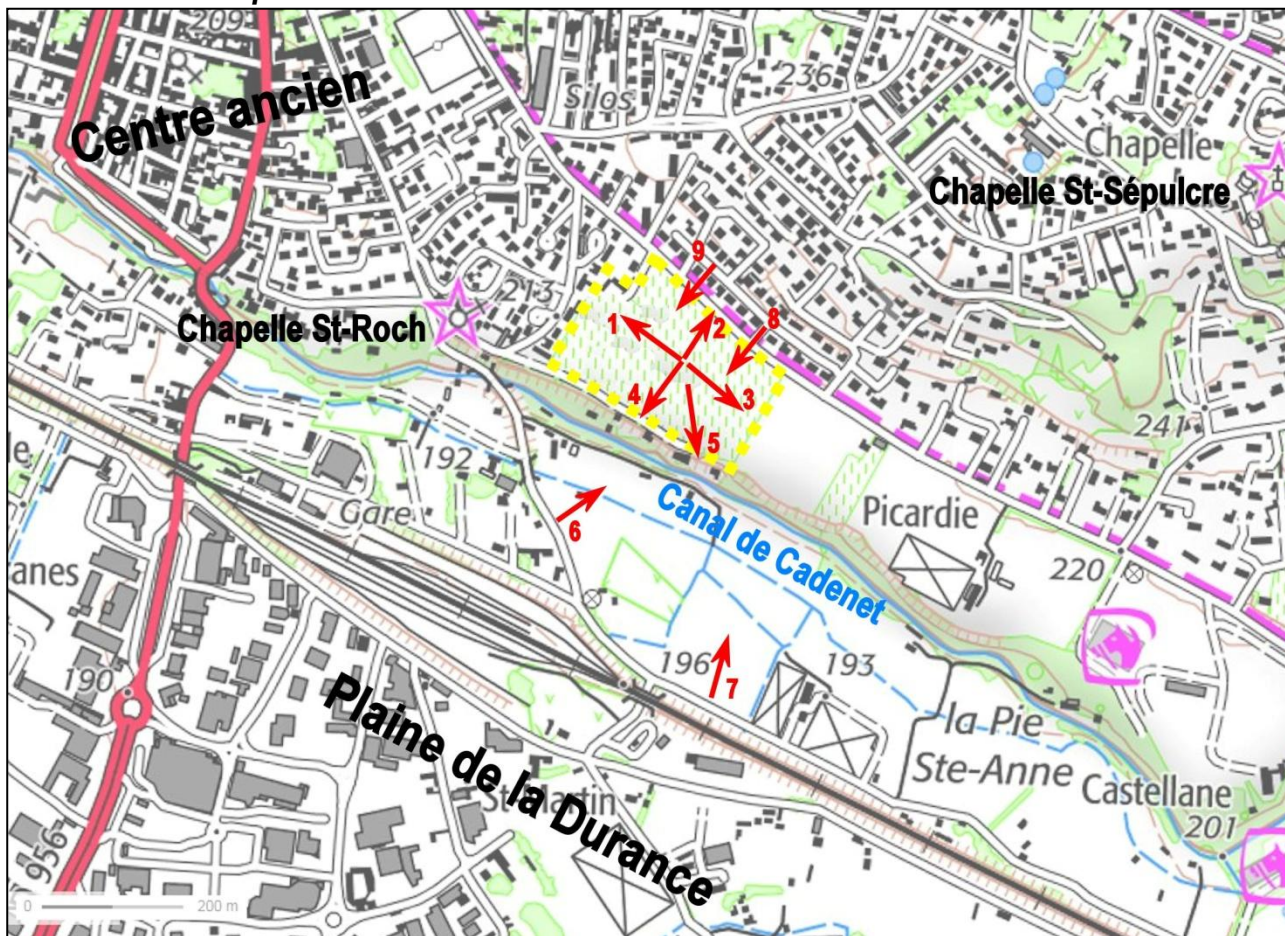 209
Centre ancien
Silos
236
Chapelle
Chapelle St-Sépulcre
9
213
Chapelle St-Roch
1
2
8
4
3
5
241
192
Canal de Cadenet
Picardie
Gare
6
220
anes
196
193
7
190
Plaine de la Durance
la Pie
Ste-Anne
Castellane
St-Martin
201
956
0
200 m